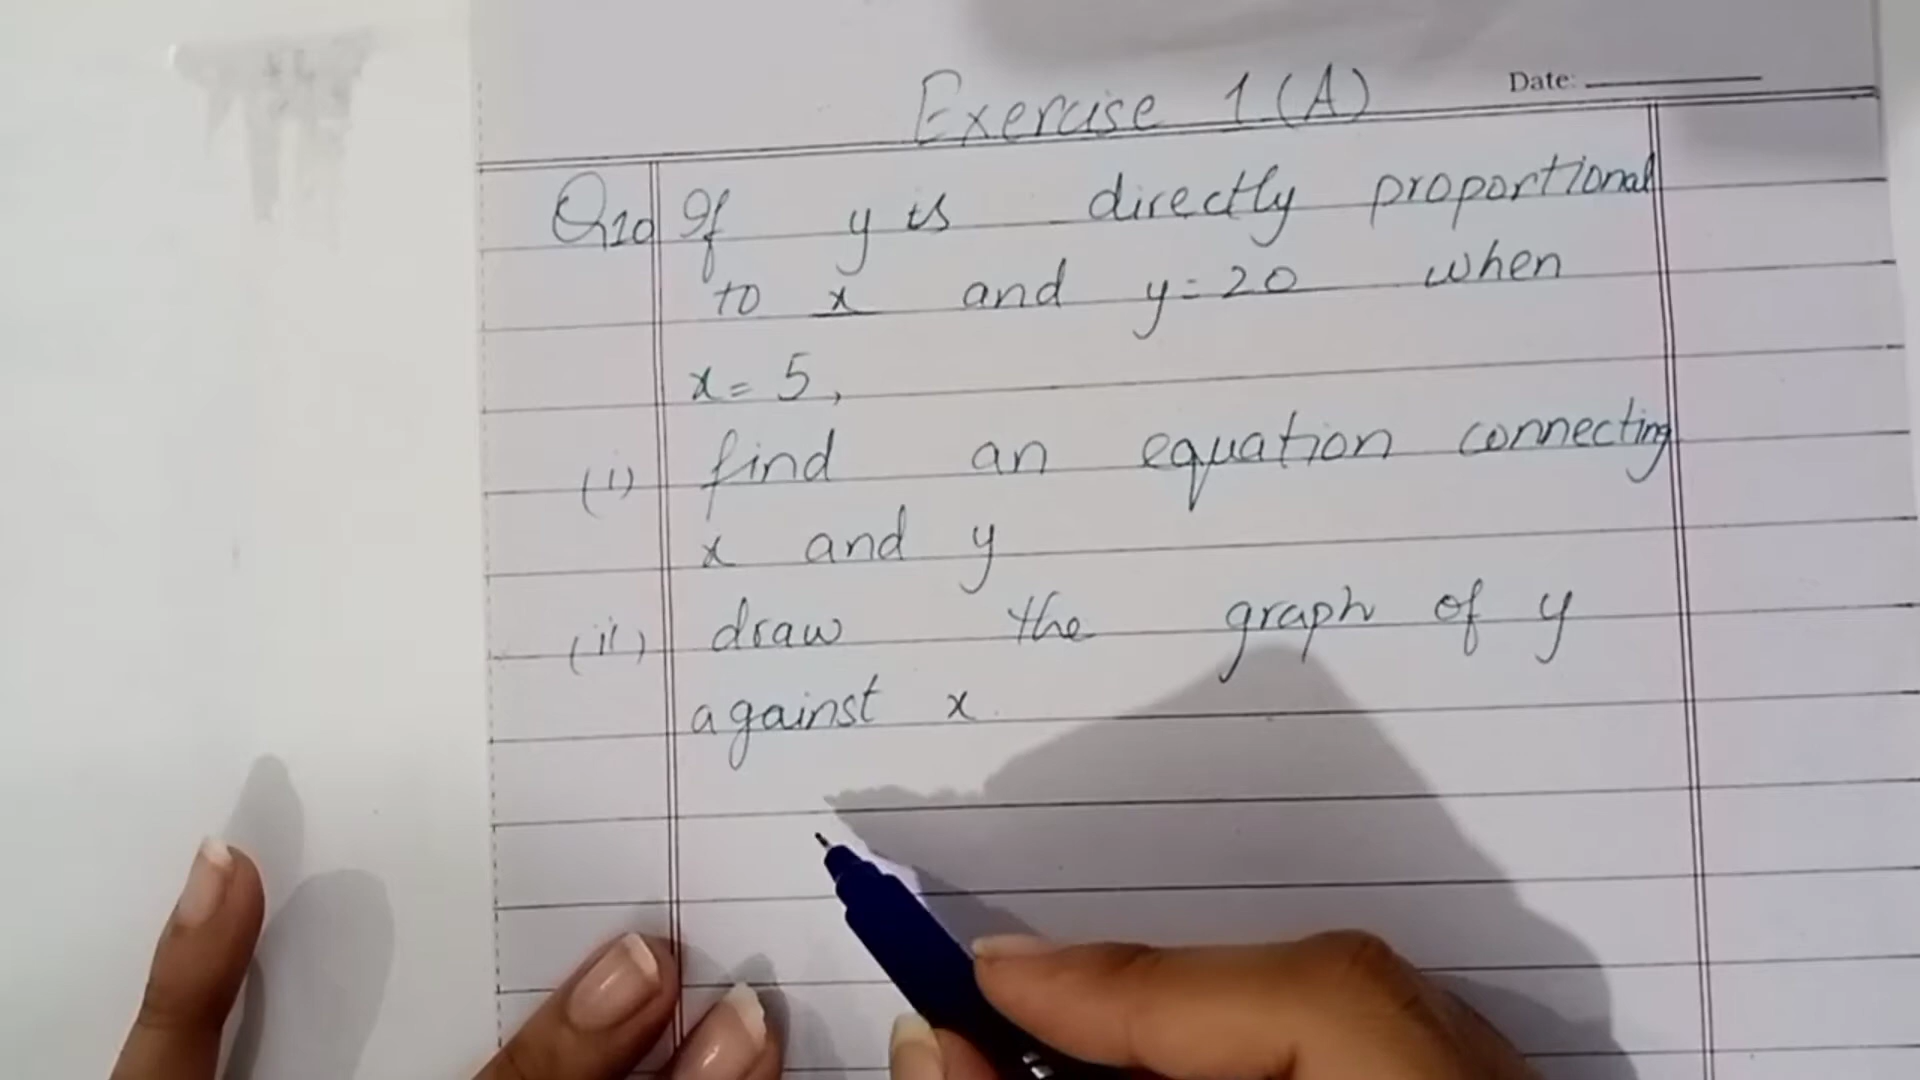 Exercise 1(A)
Date:
Q10 If y is directly proportional
to x and y=20 when
x= 5,
(i) find an equation connecting
x and y
(ii) draw the graph of y
against x